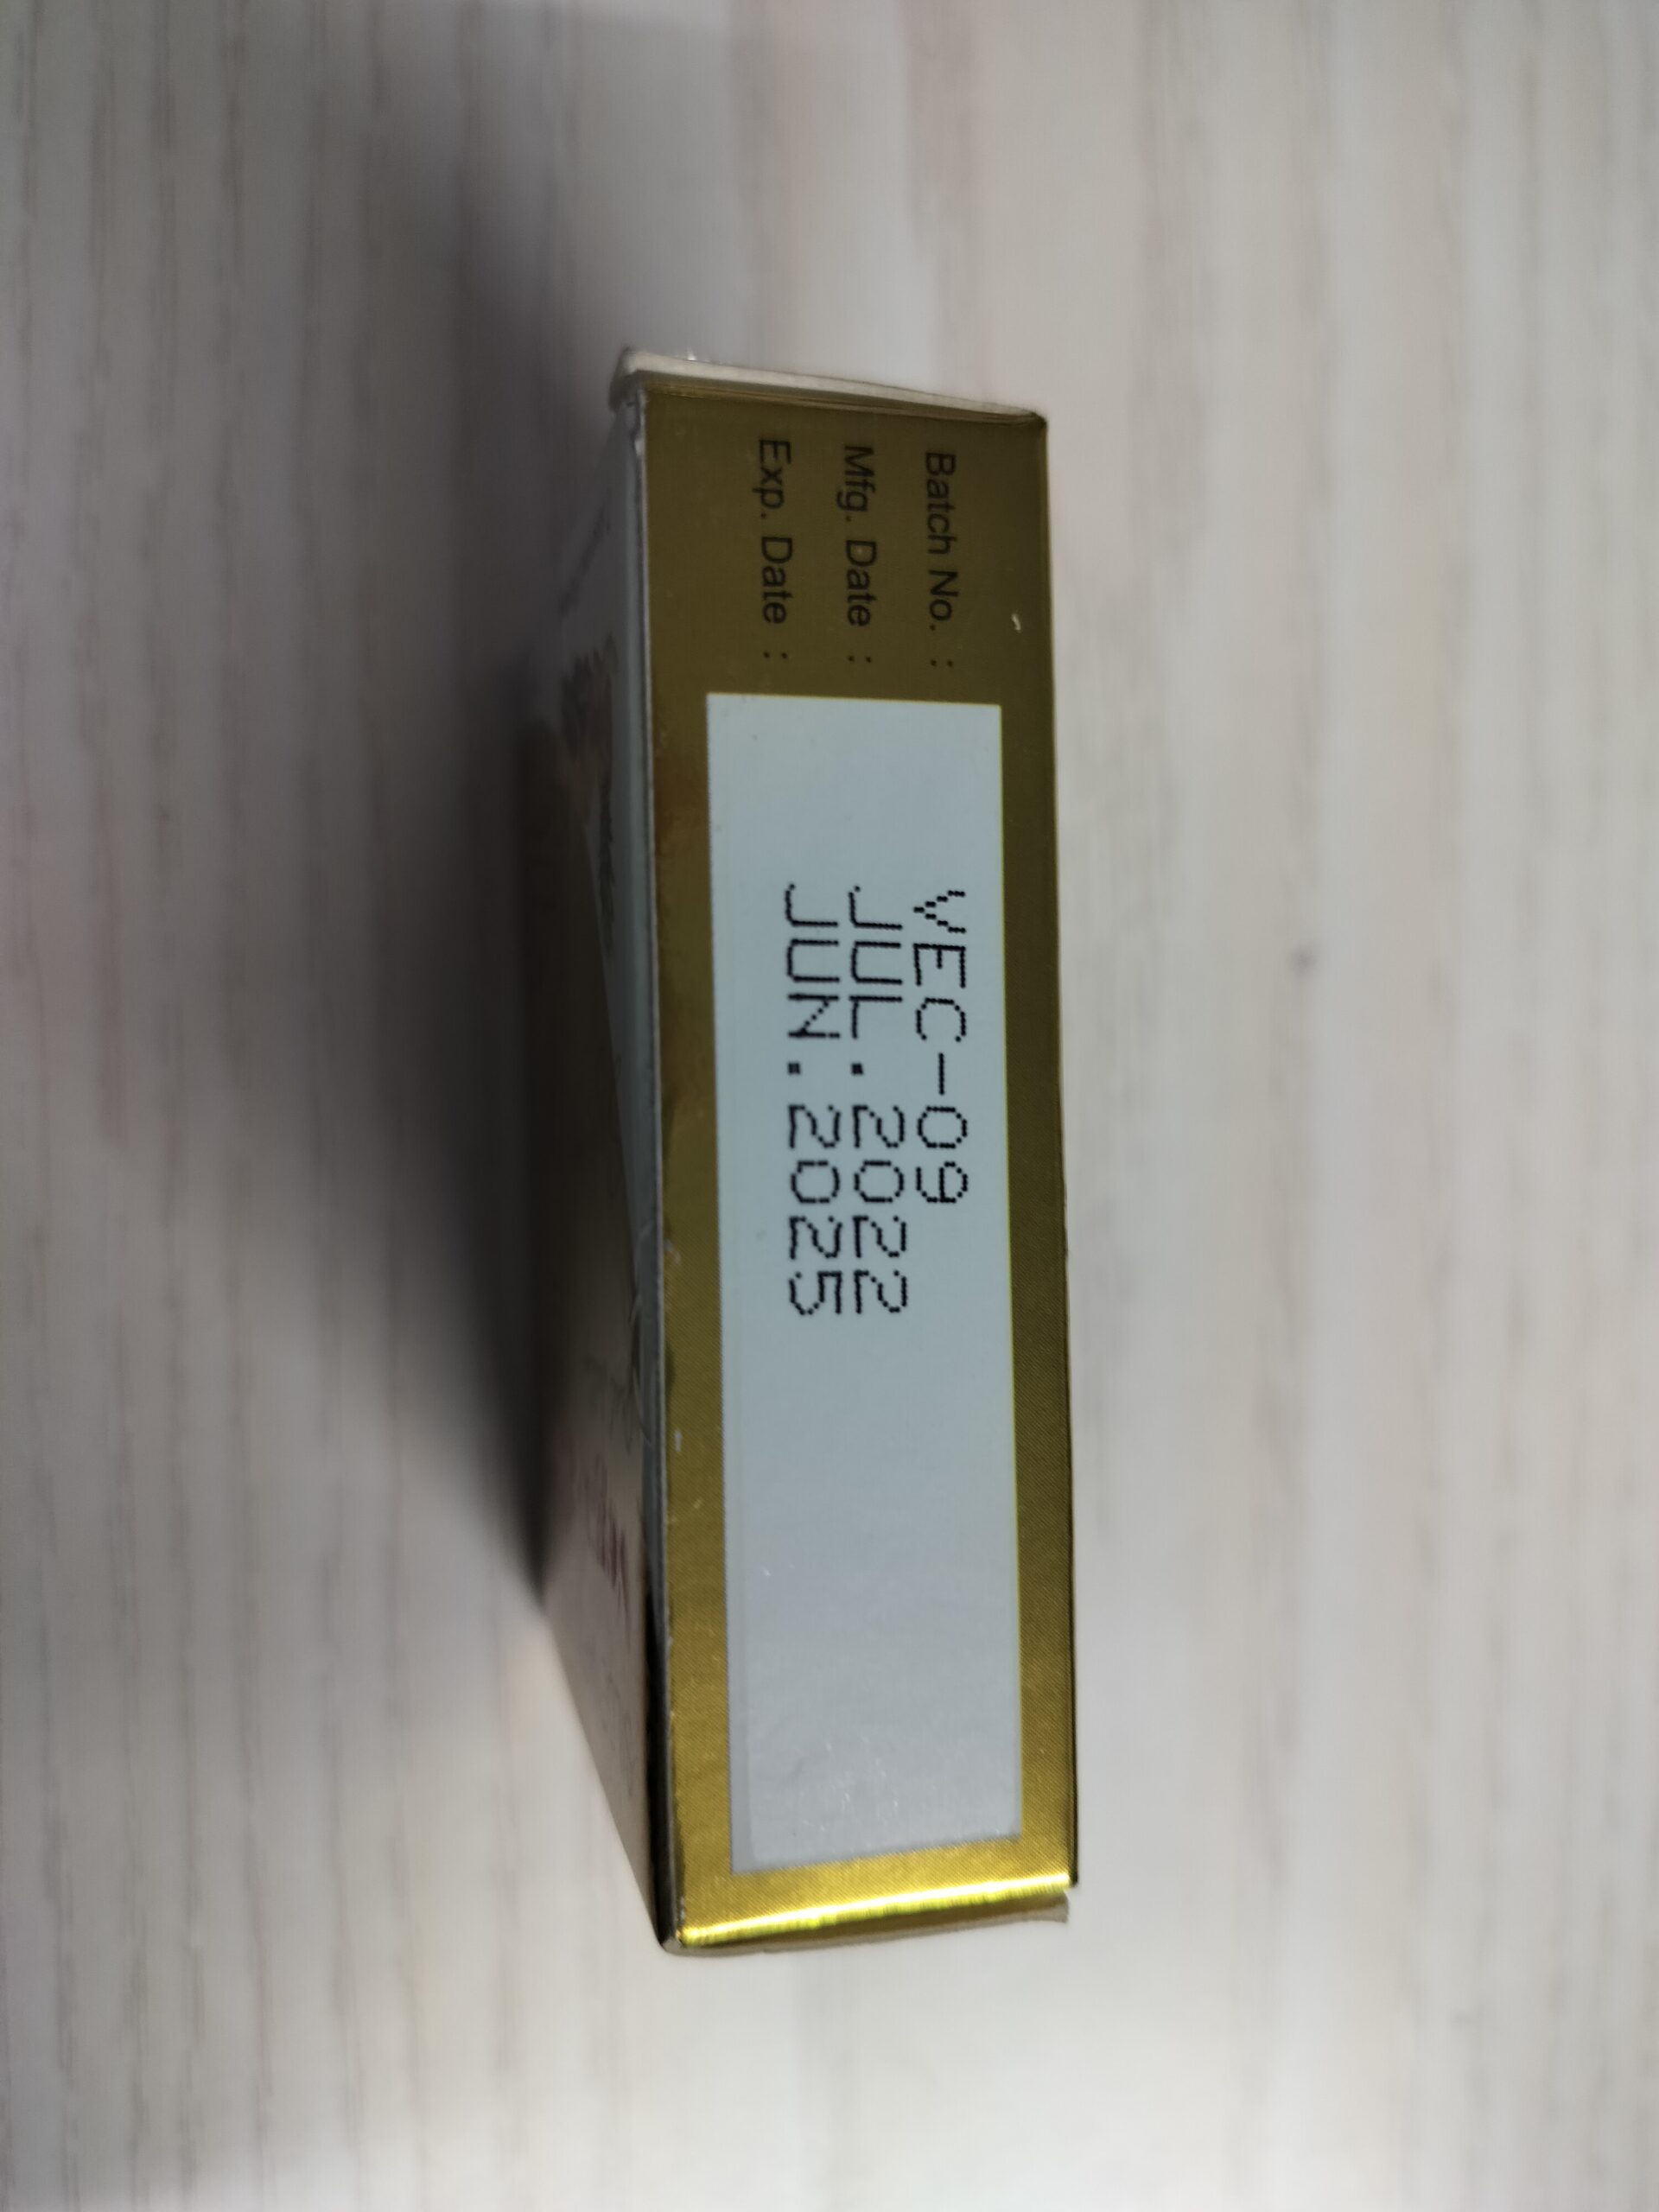 Batch No. : VEC-09
Mfg. Date : JUL.2022
Exp. Date : JUN.2025